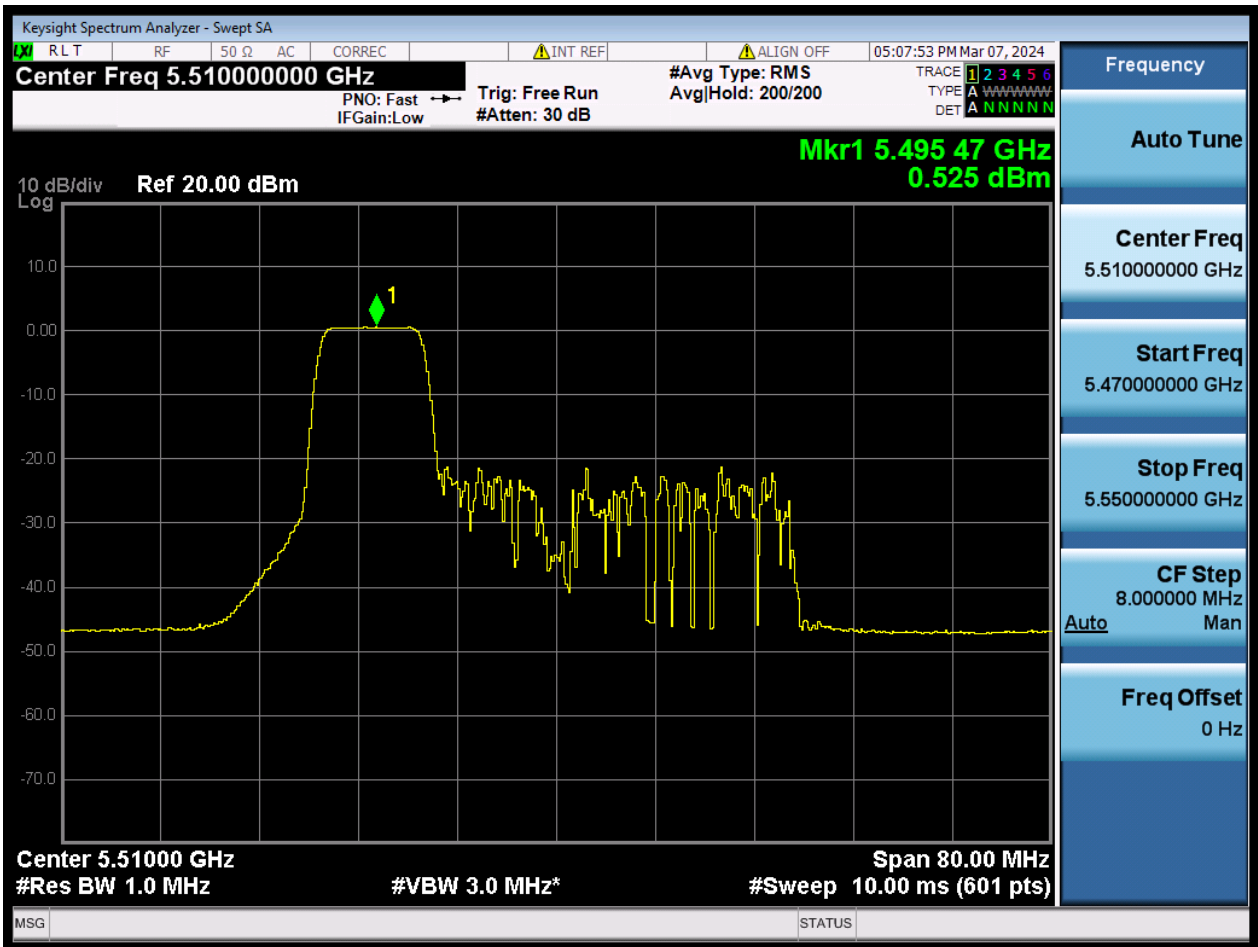 Keysight Spectrum Analyzer - Swept SA
LXI RLT RF 50 Ω AC CORREC INT REF ALIGN OFF 05:07:53 PM Mar 07, 2024
Center Freq 5.510000000 GHz
PNO: Fast
IFGain:Low
Trig: Free Run
#Atten: 30 dB
#Avg Type: RMS
Avg|Hold: 200/200
TRACE 1 2 3 4 5 6
TYPE A WWWWW
DET A N N N N N
Mkr1 5.495 47 GHz
0.525 dBm
10 dB/div Ref 20.00 dBm
Log
1
10.0
0.00
-10.0
-20.0
-30.0
-40.0
-50.0
-60.0
-70.0
Center 5.51000 GHz Span 80.00 MHz
#Res BW 1.0 MHz #VBW 3.0 MHz* #Sweep 10.00 ms (601 pts)
MSG STATUS
Frequency
Auto Tune
Center Freq
5.510000000 GHz
Start Freq
5.470000000 GHz
Stop Freq
5.550000000 GHz
CF Step
8.000000 MHz
Auto Man
Freq Offset
0 Hz